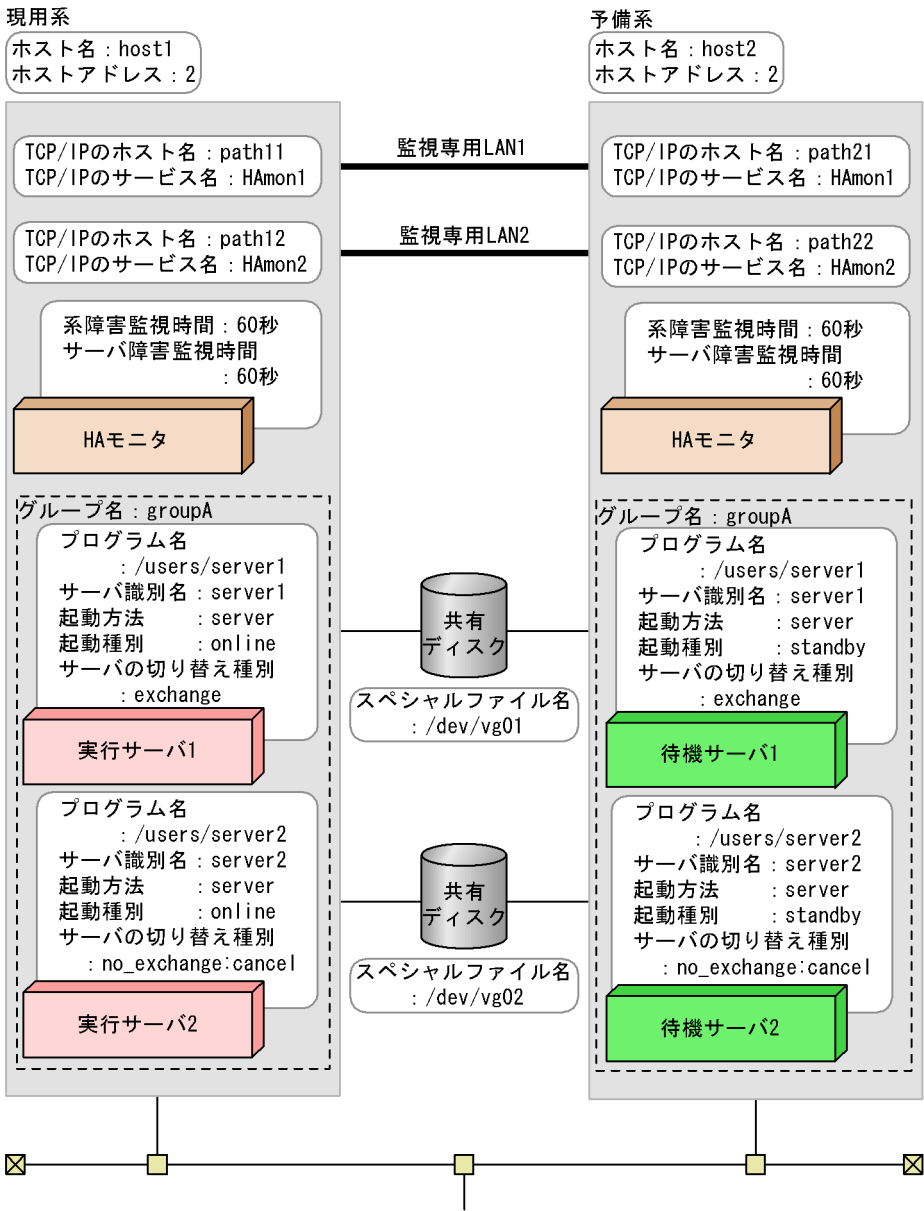 現用系
ホスト名：host1
ホストアドレス：2
TCP/IPのホスト名：path11
TCP/IPのサービス名：HAmon1
TCP/IPのホスト名：path12
TCP/IPのサービス名：HAmon2
系障害監視時間：60秒
サーバ障害監視時間
：60秒
HAモニタ
グループ名：groupA
プログラム名
：/users/server1
サーバ識別名：server1
起動方法　　：server
起動種別　　：online
サーバの切り替え種別
：exchange
実行サーバ1
プログラム名
：/users/server2
サーバ識別名：server2
起動方法　　：server
起動種別　　：online
サーバの切り替え種別
：no_exchange:cancel
実行サーバ2
監視専用LAN1
監視専用LAN2
共有
ディスク
スペシャルファイル名
：/dev/vg01
共有
ディスク
スペシャルファイル名
：/dev/vg02
予備系
ホスト名：host2
ホストアドレス：2
TCP/IPのホスト名：path21
TCP/IPのサービス名：HAmon1
TCP/IPのホスト名：path22
TCP/IPのサービス名：HAmon2
系障害監視時間：60秒
サーバ障害監視時間
：60秒
HAモニタ
グループ名：groupA
プログラム名
：/users/server1
サーバ識別名：server1
起動方法　　：server
起動種別　　：standby
サーバの切り替え種別
：exchange
待機サーバ1
プログラム名
：/users/server2
サーバ識別名：server2
起動方法　　：server
起動種別　　：standby
サーバの切り替え種別
：no_exchange:cancel
待機サーバ2